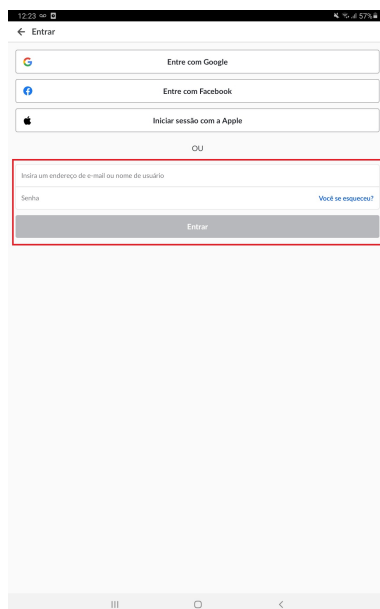 12:23
57%
Entrar
Entre com Google
Entre com Facebook
Iniciar sessão com a Apple
OU
Insira um endereço de e-mail ou nome de usuário
Senha Você se esqueceu?
Entrar